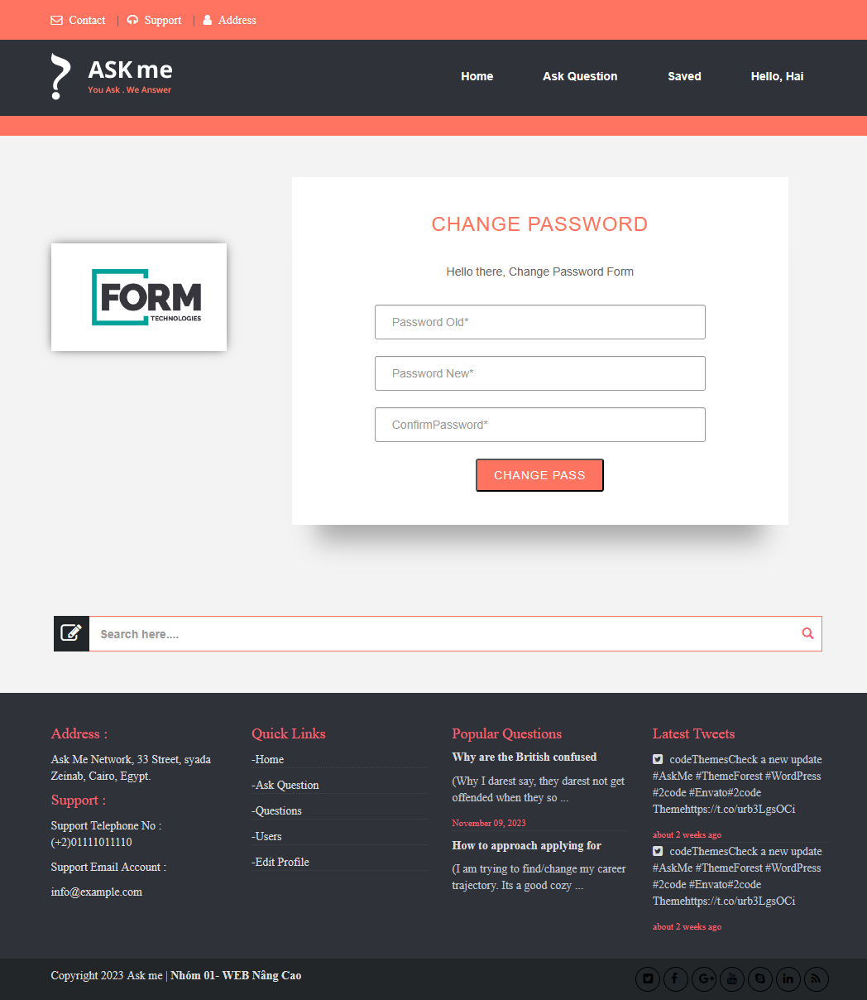 Contact | Support | Address
ASK me
You Ask . We Answer
Home
Ask Question
Saved
Hello, Hai
CHANGE PASSWORD
Hello there, Change Password Form
FORM
TECHNOLOGIES
Password Old*
Password New*
ConfirmPassword*
CHANGE PASS
Search here....
Address :
Ask Me Network, 33 Street, syada
Zeinab, Cairo, Egypt.
Support :
Support Telephone No :
(+2)01111011110
Support Email Account :
info@example.com
Quick Links
-Home
-Ask Question
-Questions
-Users
-Edit Profile
Popular Questions
Why are the British confused
(Why I darest say, they darest not get
offended when they so ...
November 09, 2023
How to approach applying for
(I am trying to find/change my career
trajectory. Its a good cozy ...
Latest Tweets
codeThemesCheck a new update
#AskMe #ThemeForest #WordPress
#2code #Envato#2code
Themehttps://t.co/urb3LgsOCi
about 2 weeks ago
codeThemesCheck a new update
#AskMe #ThemeForest #WordPress
#2code #Envato#2code
Themehttps://t.co/urb3LgsOCi
about 2 weeks ago
Copyright 2023 Ask me | Nhóm 01- WEB Nâng Cao